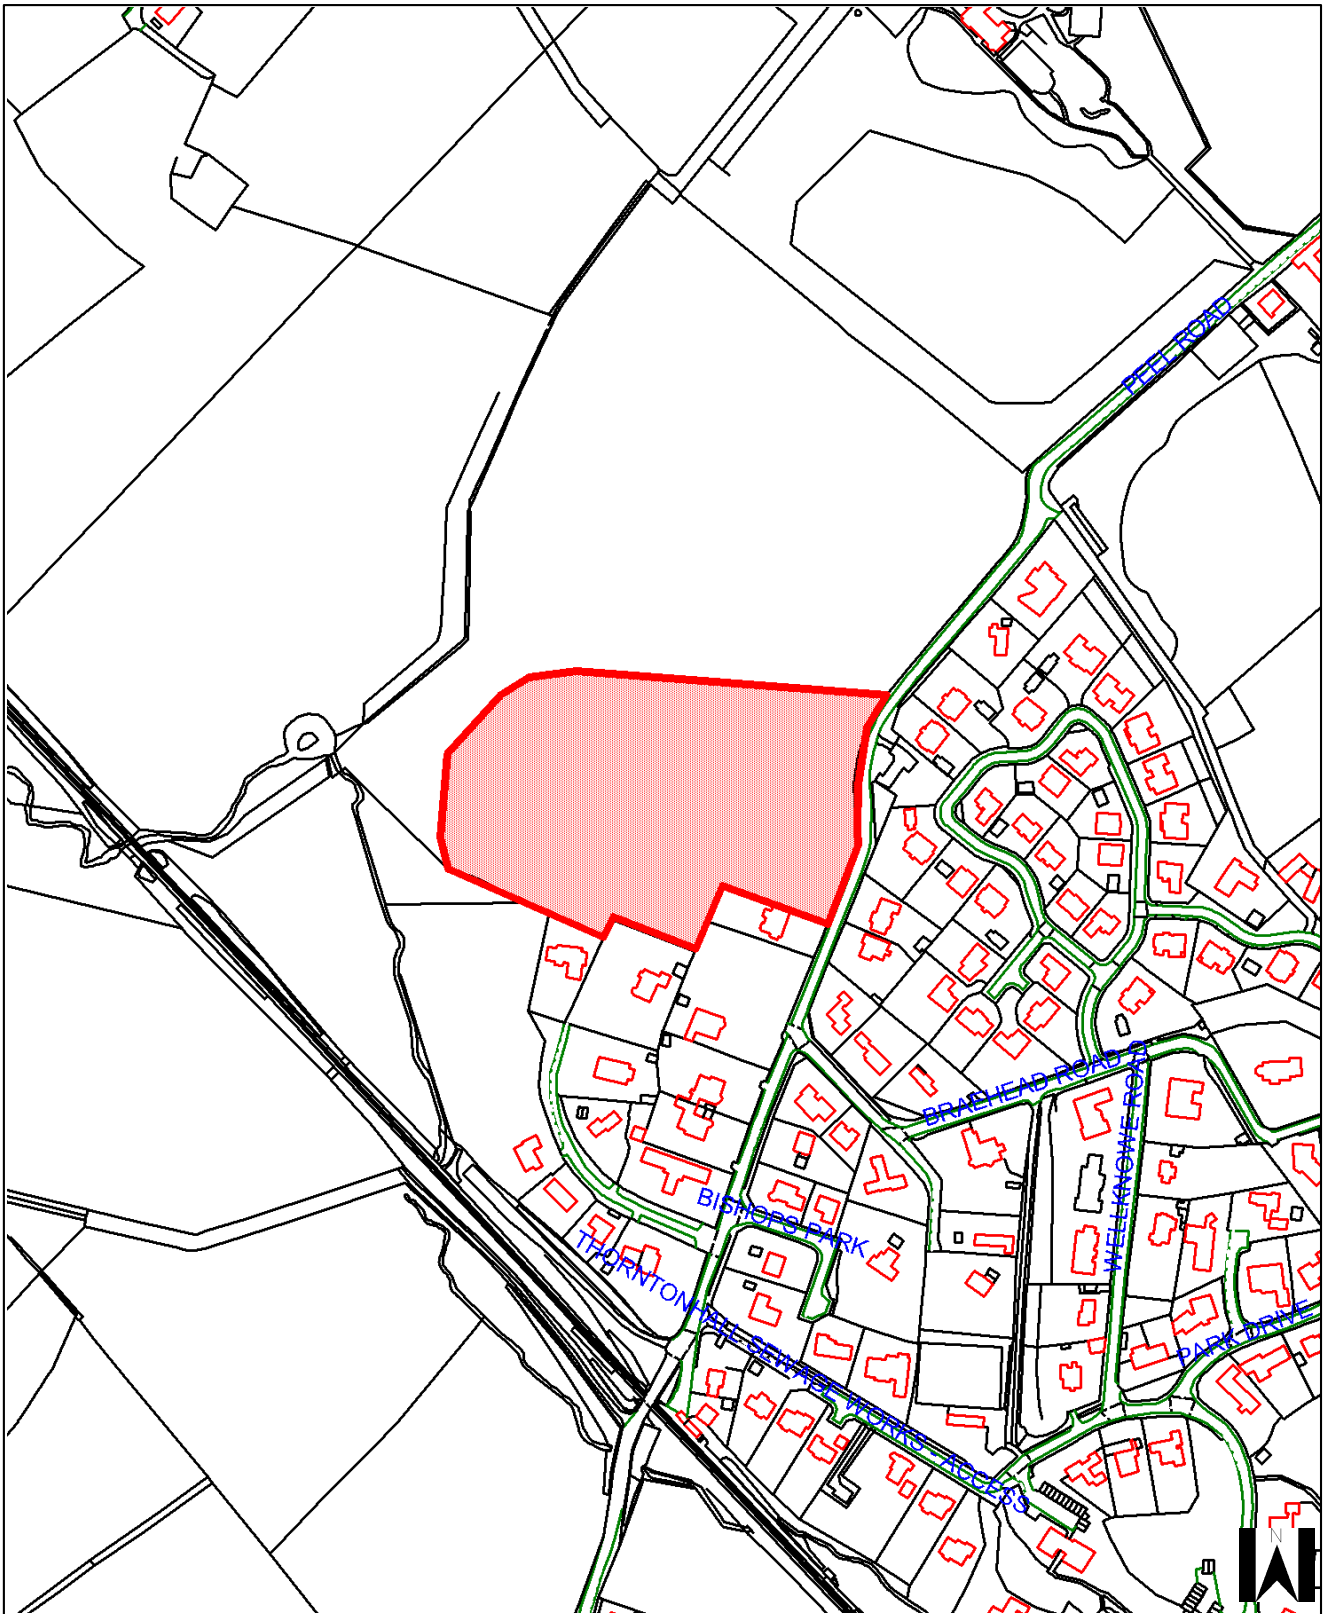 PEEL ROAD
BRAEHEAD ROAD
WELLKNOWE ROAD
BISHOPS PARK
THORNTONHALL SEWAGE WORKS - ACCESS
PARK DRIVE
N